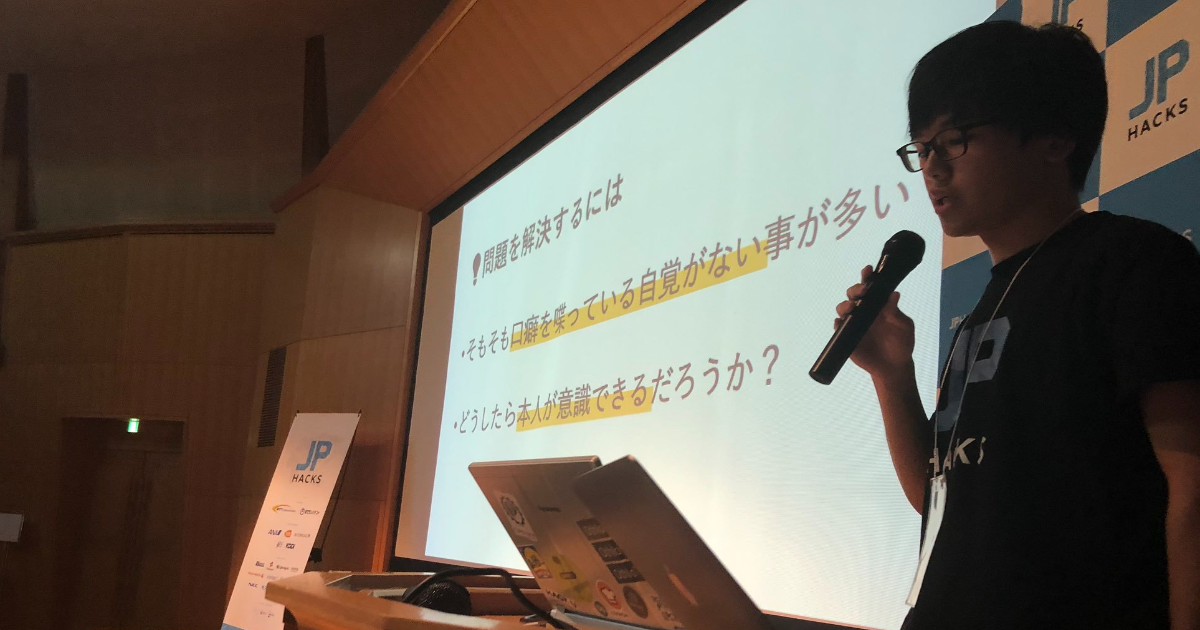 ❗問題を解決するには
・そもそも口癖を喋っている自覚がない事が多い
・どうしたら本人が意識できるだろうか？
JP
HACKS
JP
HACKS
JP
ANA